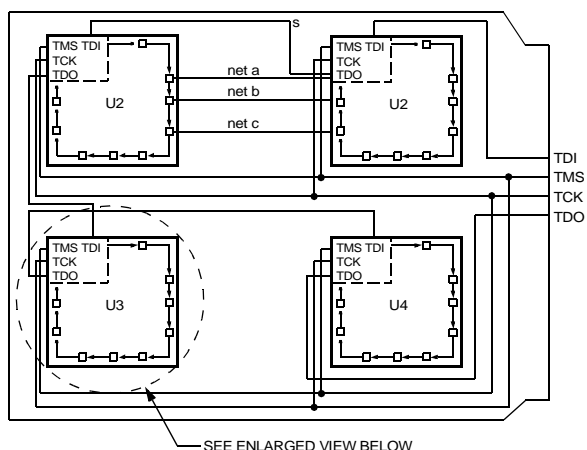 s
TMS TDI
TCK
TDO
U2
net a
net b
net c
TMS TDI
TCK
TDO
U2
TDI
TMS
TCK
TDO
TMS TDI
TCK
TDO
U3
TMS TDI
TCK
TDO
U4
SEE ENLARGED VIEW BELOW